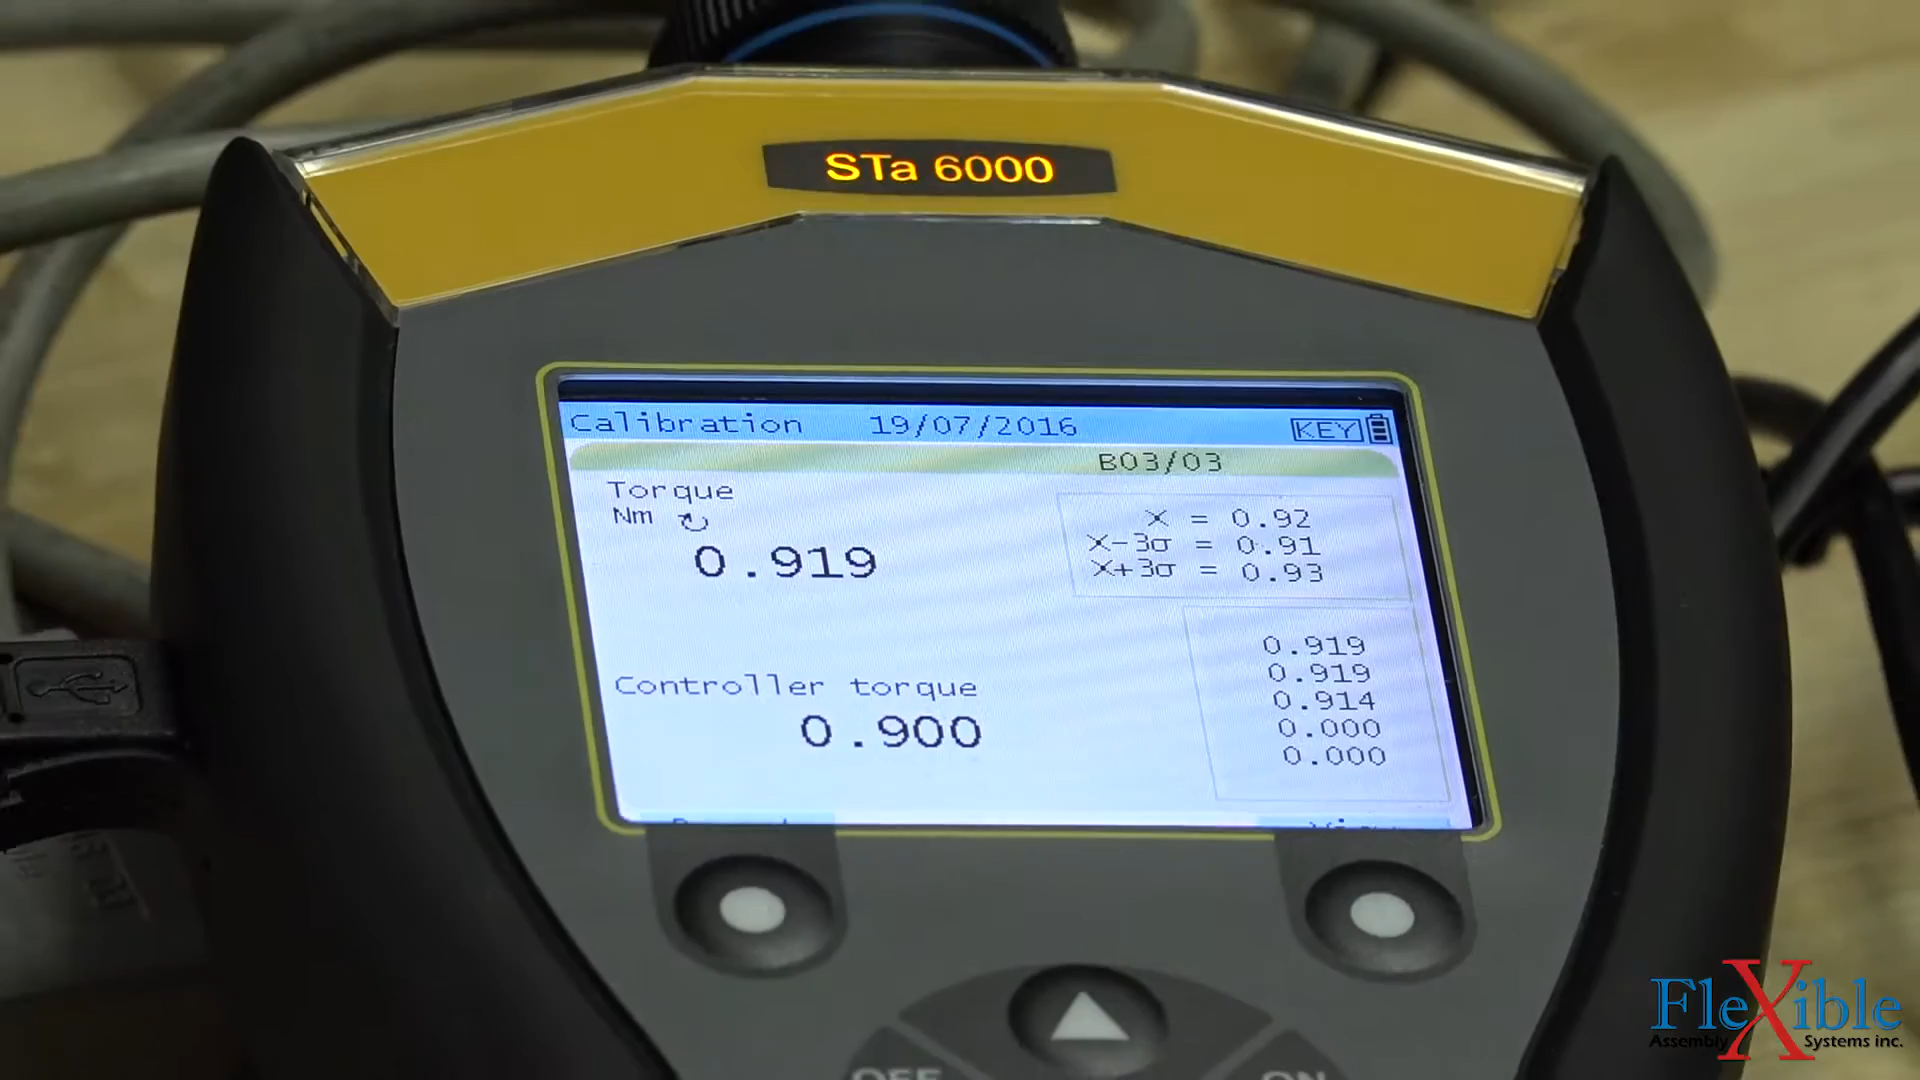 STa 6000
Calibration 19/07/2016 KEY
B03/03
Torque
Nm
0.919
X = 0.92
X-3σ = 0.91
X+3σ = 0.93
Controller torque
0.900
0.919
0.919
0.914
0.000
0.000
OFF
ON
FleXible
Assembly Systems inc.